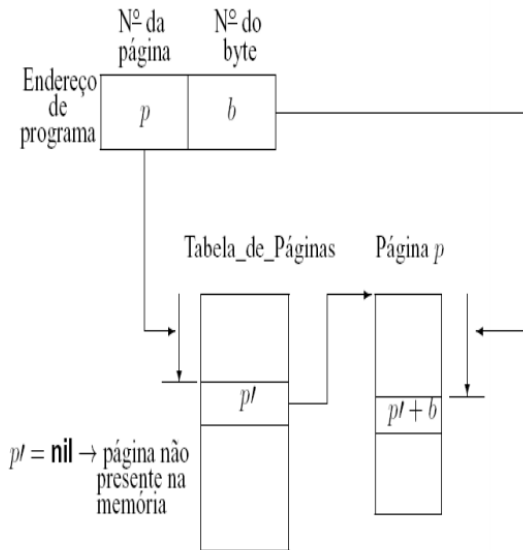 Nº da
página
Nº do
byte
Endereço
de
programa
p
b
Tabela_de_Páginas
Página p
p′
p′ + b
p′ = nil → página não
presente na
memória